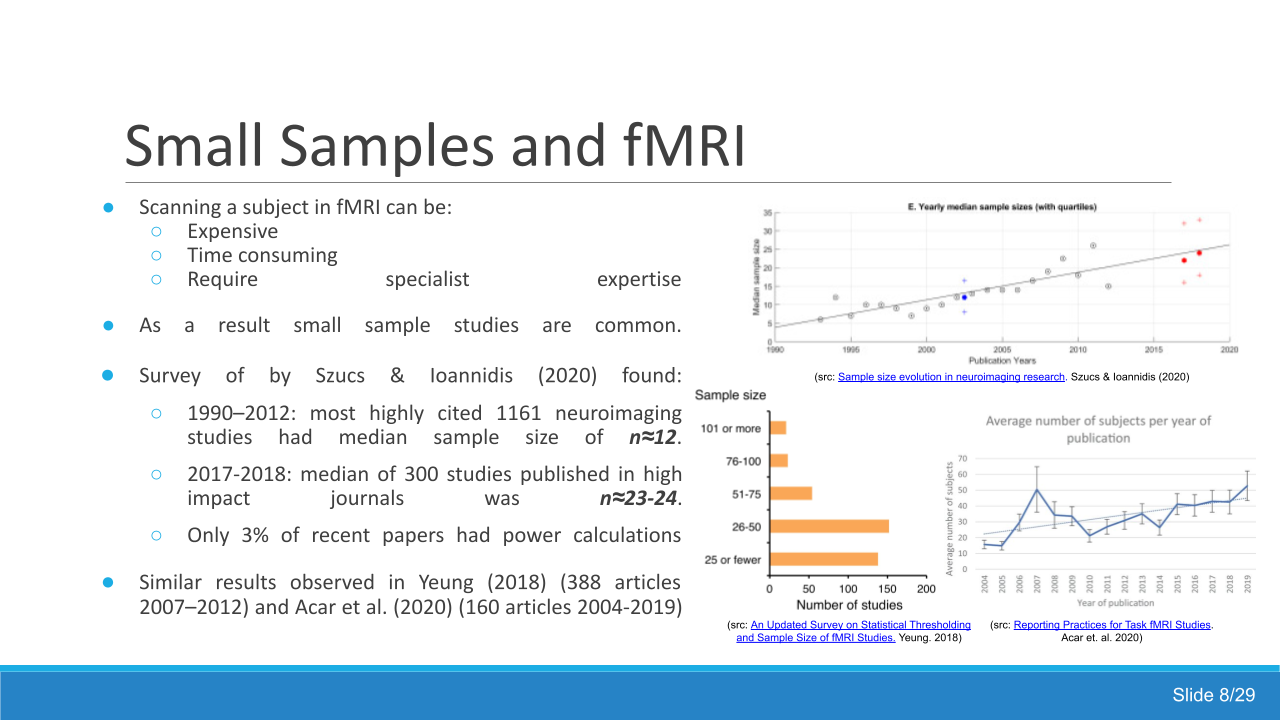 Small Samples and fMRI
● Scanning a subject in fMRI can be:
○ Expensive
○ Time consuming
○ Require specialist expertise
● As a result small sample studies are common.
● Survey of by Szucs & Ioannidis (2020) found:
○ 1990–2012: most highly cited 1161 neuroimaging
studies had median sample size of n≈12.
○ 2017-2018: median of 300 studies published in high
impact journals was n≈23-24.
○ Only 3% of recent papers had power calculations
● Similar results observed in Yeung (2018) (388 articles
2007–2012) and Acar et al. (2020) (160 articles 2004-2019)
E. Yearly median sample sizes (with quartiles)
Median sample size
35
30
25
20
15
10
5
0
1990 1995 2000 2005 2010 2015 2020
Publication Years
(src: Sample size evolution in neuroimaging research. Szucs & Ioannidis (2020)
Sample size
101 or more
76-100
51-75
26-50
25 or fewer
0 50 100 150 200
Number of studies
(src: An Updated Survey on Statistical Thresholding
and Sample Size of fMRI Studies. Yeung. 2018)
Average number of subjects per year of
publication
Average number of subjects
70
60
50
40
30
20
10
0
2004 2005 2006 2007 2008 2009 2010 2011 2012 2013 2014 2015 2016 2017 2018 2019
Year of publication
(src: Reporting Practices for Task fMRI Studies.
Acar et. al. 2020)
Slide 8/29